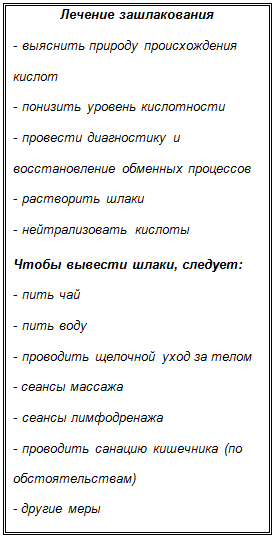 Лечение зашлакования
- выяснить природу происхождения
кислот
- понизить уровень кислотности
- провести диагностику и
восстановление обменных процессов
- растворить шлаки
- нейтрализовать кислоты
Чтобы вывести шлаки, следует:
- пить чай
- пить воду
- проводить щелочной уход за телом
- сеансы массажа
- сеансы лимфодренажа
- проводить санацию кишечника (по
обстоятельствам)
- другие меры